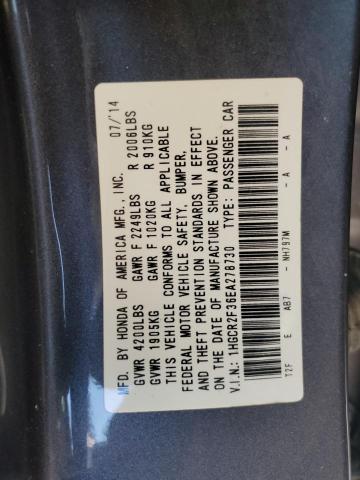 MFD. BY HONDA OF AMERICA MFG., INC. 07/'14
GVWR 4200LBS GAWR F 2249LBS R 2006LBS
GVWR 1905KG GAWR F 1020KG R 910KG
THIS VEHICLE CONFORMS TO ALL APPLICABLE
FEDERAL MOTOR VEHICLE SAFETY, BUMPER,
AND THEFT PREVENTION STANDARDS IN EFFECT
ON THE DATE OF MANUFACTURE SHOWN ABOVE.
V.I.N.: 1HGCR2F36EA278730 TYPE: PASSENGER CAR
T2F E AB7 - NH797M - A - A